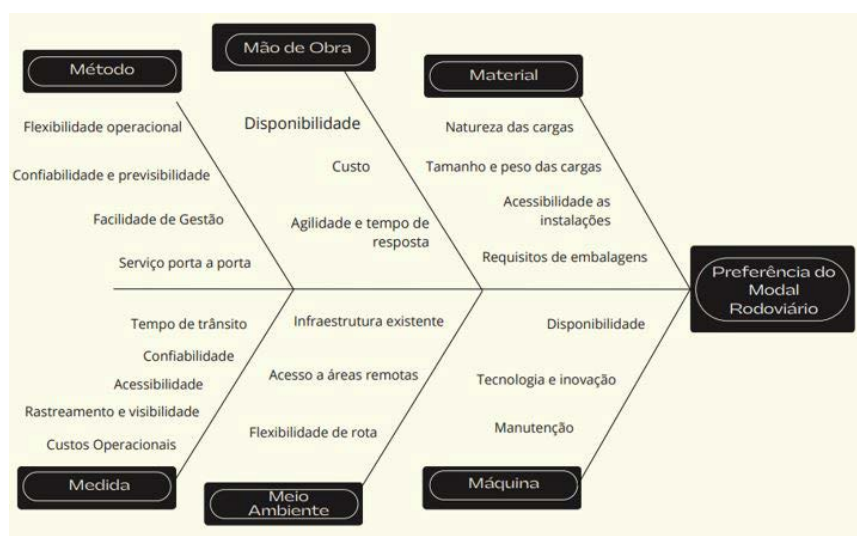 Método
Flexibilidade operacional
Confiabilidade e previsibilidade
Facilidade de Gestão
Serviço porta a porta
Mão de Obra
Disponibilidade
Custo
Agilidade e tempo de
resposta
Material
Natureza das cargas
Tamanho e peso das cargas
Acessibilidade as
instalações
Requisitos de embalagens
Preferência do
Modal
Rodoviário
Tempo de trânsito
Confiabilidade
Acessibilidade
Rastreamento e visibilidade
Custos Operacionais
Medida
Infraestrutura existente
Acesso a áreas remotas
Flexibilidade de rota
Meio
Ambiente
Disponibilidade
Tecnologia e inovação
Manutenção
Máquina